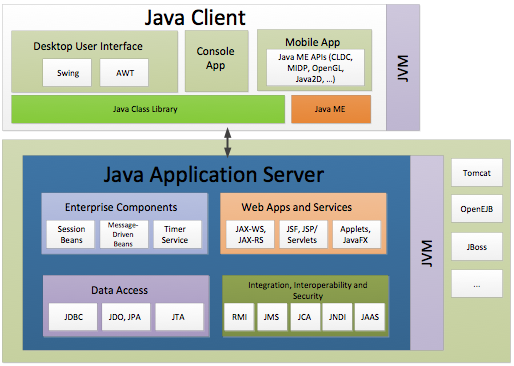 Java Client
Desktop User Interface
Swing
AWT
Console
App
Mobile App
Java ME APIs (CLDC,
MIDP, OpenGL,
Java2D, ...)
Java Class Library
Java ME
JVM
Java Application Server
Enterprise Components
Session
Beans
Message-
Driven
Beans
Timer
Service
Web Apps and Services
JAX-WS,
JAX-RS
JSF, JSP/
Servlets
Applets,
JavaFX
Data Access
JDBC
JDO, JPA
JTA
Integration, Interoperability and
Security
RMI
JMS
JCA
JNDI
JAAS
JVM
Tomcat
OpenEJB
JBoss
...